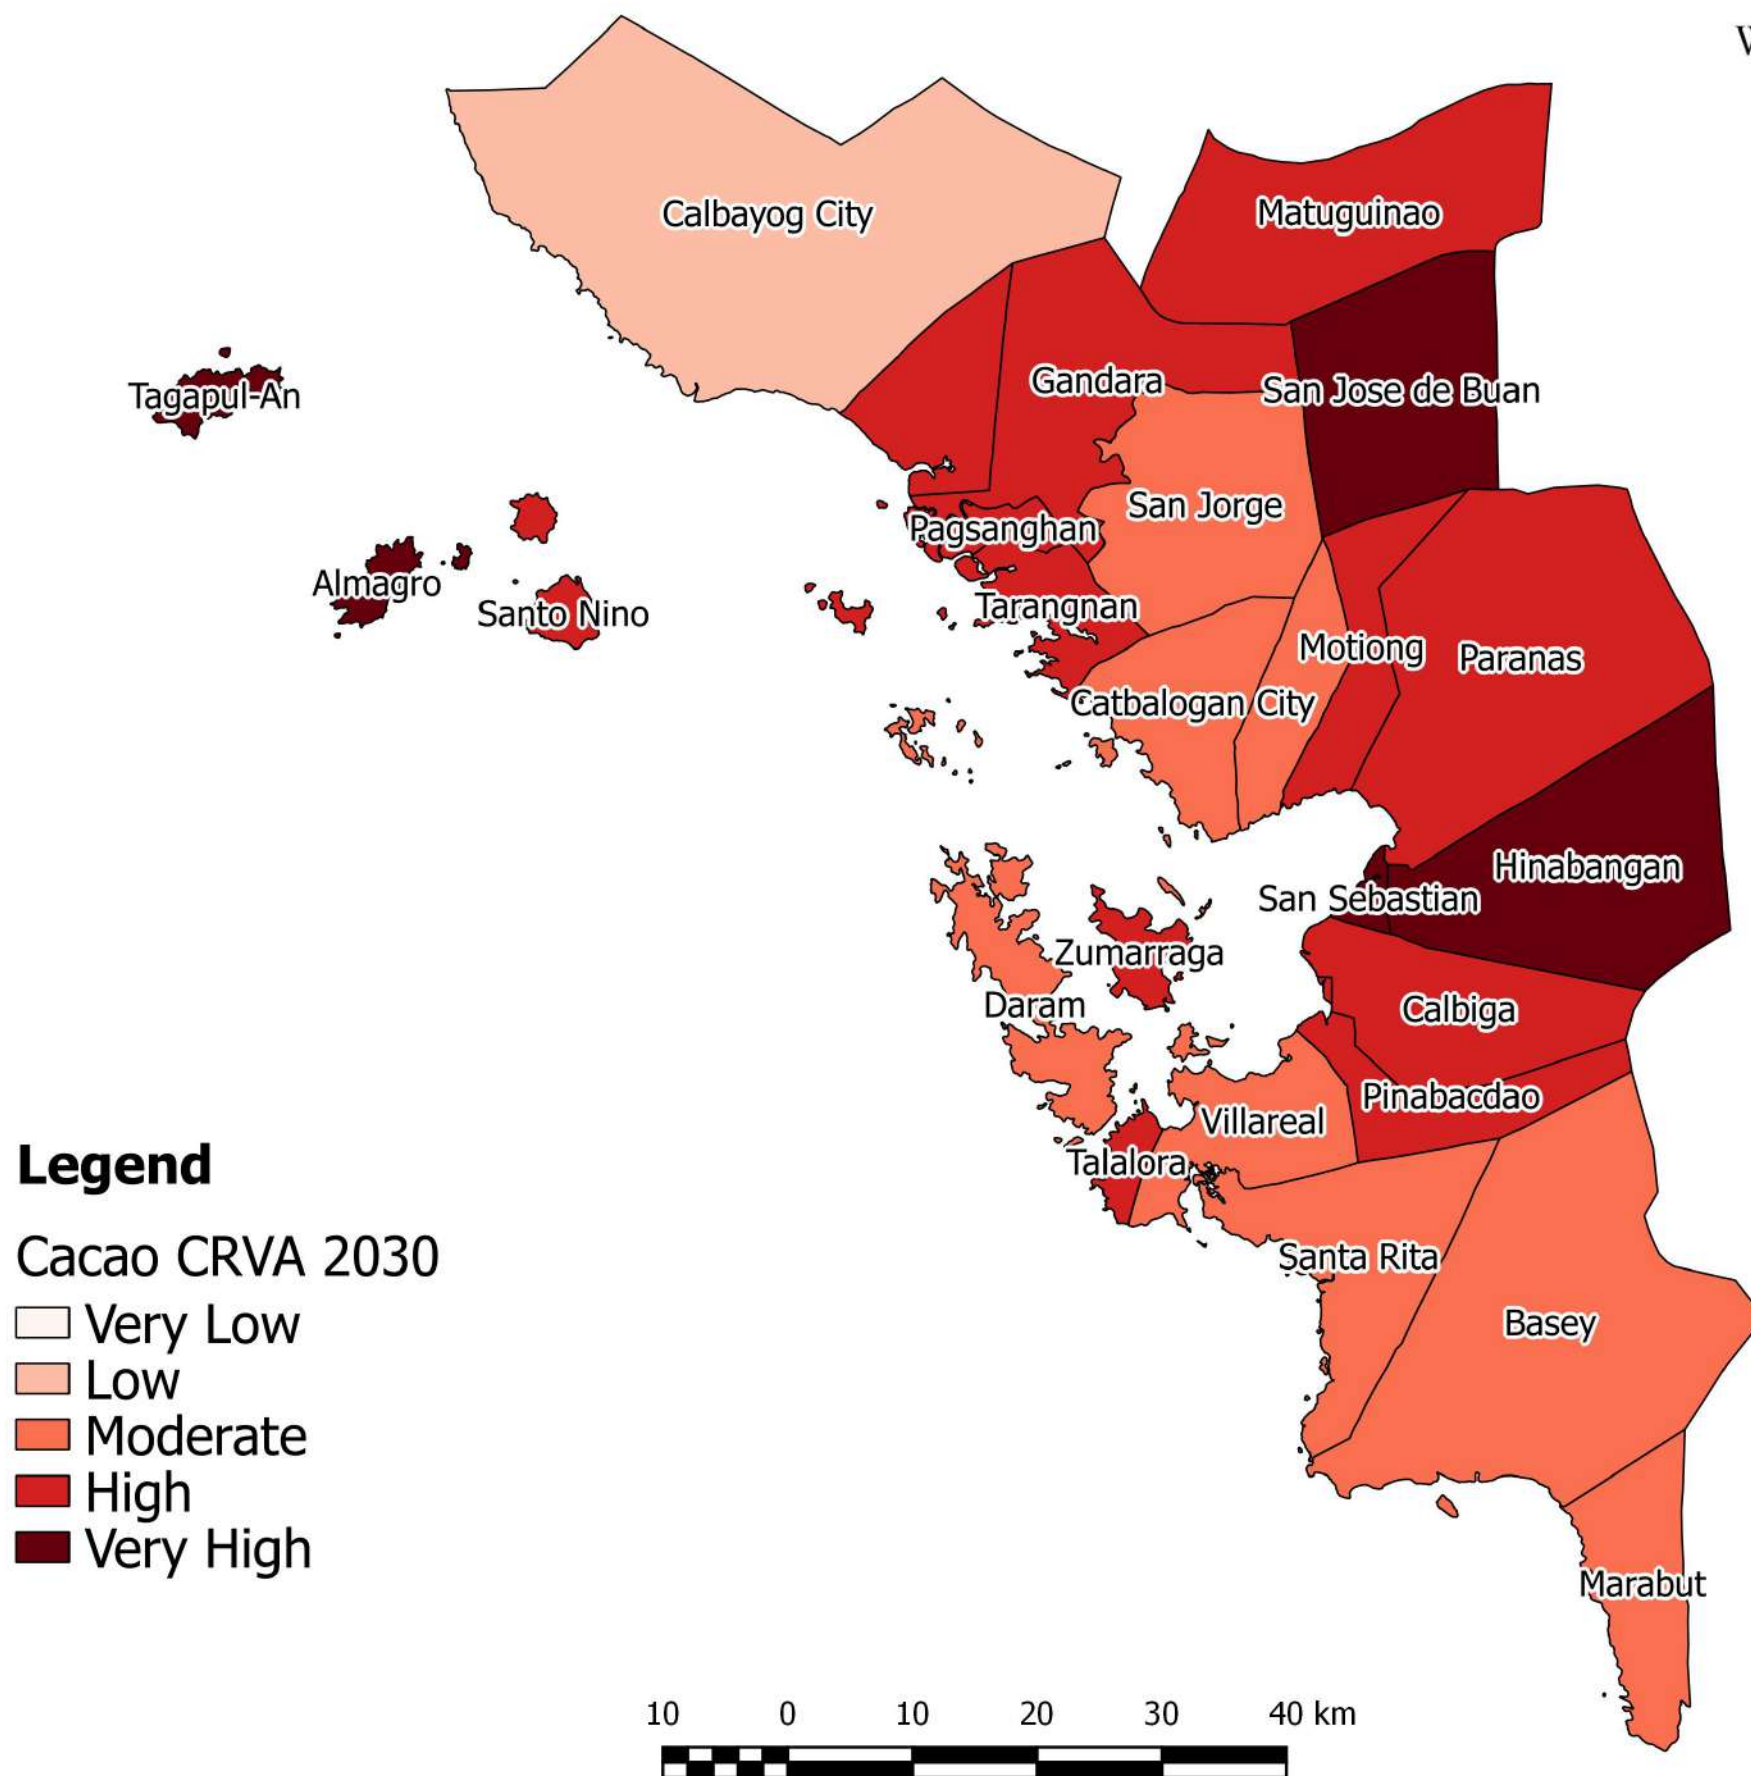 Calbayog City
Matuguinao
Gandara
San Jose de Buan
Tagapul-An
San Jorge
Pagsanghan
Almagro
Santo Nino
Tarangnan
Motiong
Paranas
Catbalogan City
Hinabangan
San Sebastian
Zumarraga
Daram
Calbiga
Pinabacdao
Villareal
Talalora
Santa Rita
Basey
Marabut
Legend
Cacao CRVA 2030
Very Low
Low
Moderate
High
Very High
10 0 10 20 30 40 km